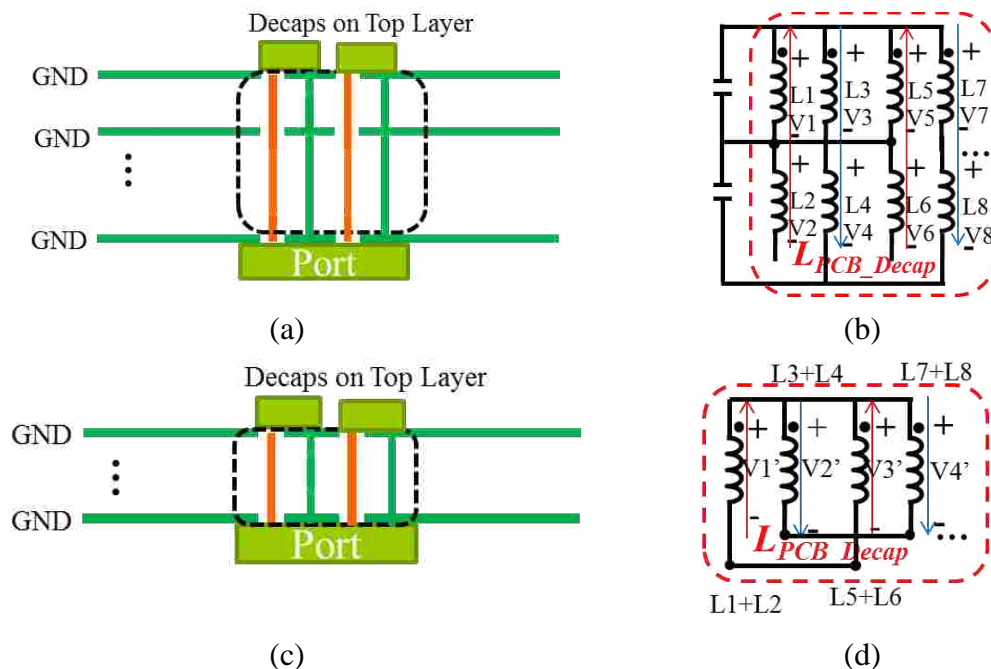 Decaps on Top Layer
GND
GND
⋮
GND
Port
(a)
+ + + +
L1 L3 L5 L7
V1 V3 V5 V7
- - - -
...
+ + + +
L2 L4 L6 L8
V2 V4 V6 V8
- - - -
LPCB_Decap
(b)
Decaps on Top Layer
GND
⋮
GND
Port
(c)
L3+L4 L7+L8
+ + + +
V1’ V2’ V3’ V4’
- - - -
...
LPCB_Decap
L1+L2 L5+L6
(d)